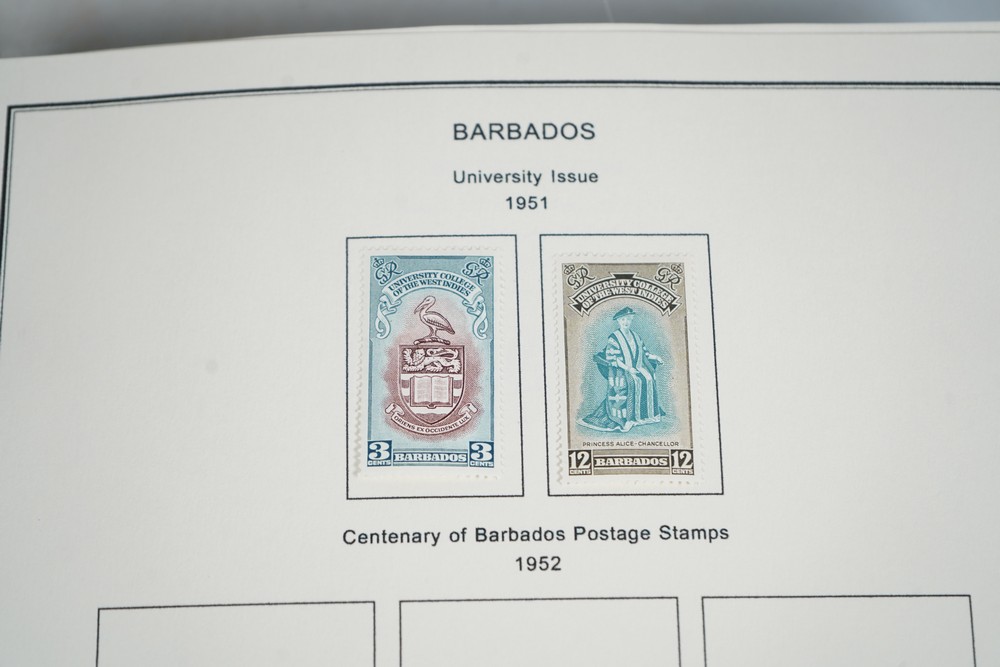 BARBADOS
University Issue
1951
GR GR
UNIVERSITY COLLEGE
OF THE WEST INDIES
ORIENS EX OCCIDENTE LUX
3 CENTS BARBADOS 3 CENTS
GR GR
UNIVERSITY COLLEGE
OF THE WEST INDIES
PRINCESS ALICE-CHANCELLOR
12 CENTS BARBADOS 12 CENTS
Centenary of Barbados Postage Stamps
1952